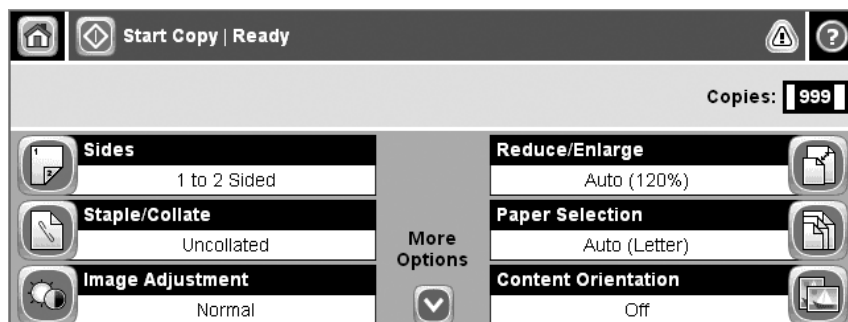 Start Copy | Ready
?
Copies: 999
Sides
1 to 2 Sided
Staple/Collate
Uncollated
Image Adjustment
Normal
More
Options
Reduce/Enlarge
Auto (120%)
Paper Selection
Auto (Letter)
Content Orientation
Off